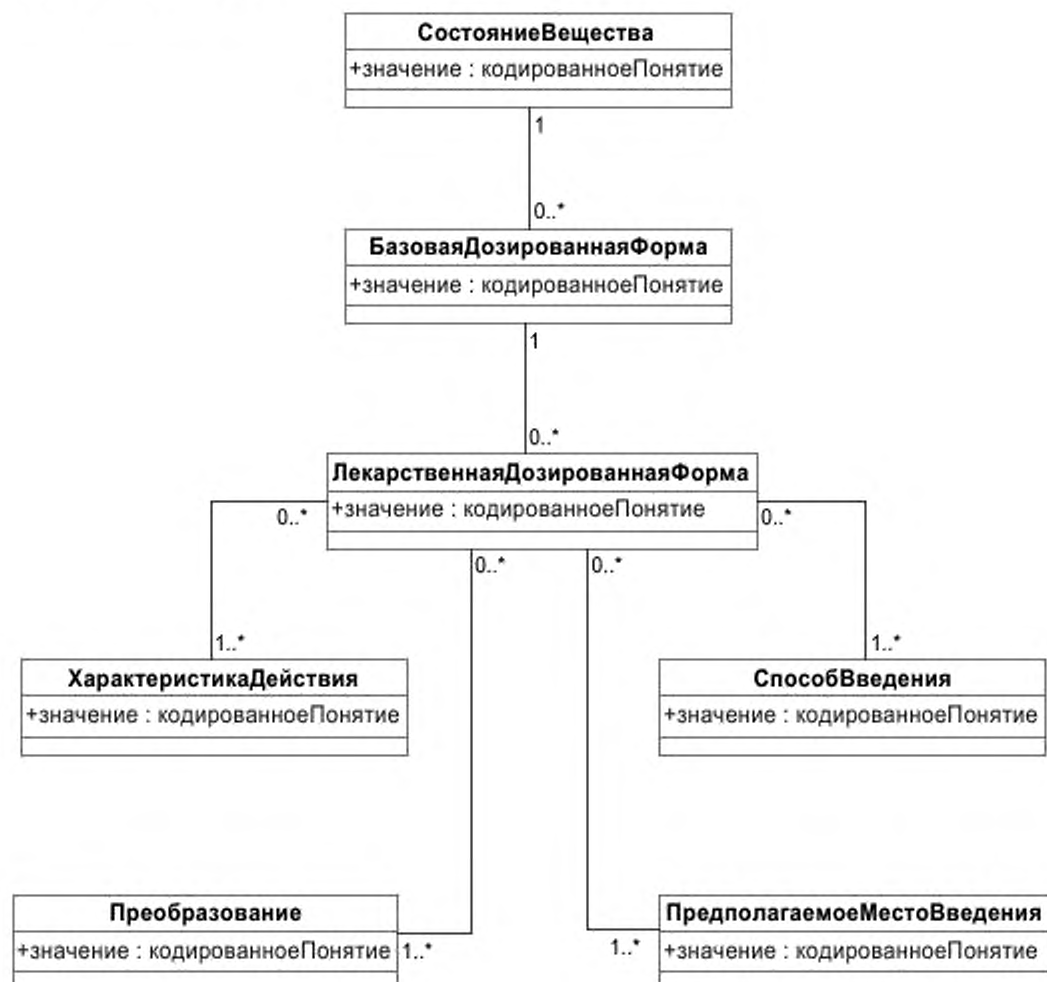 СостояниеВещества
+значение : кодированноеПонятие
1
0..*
БазоваяДозированнаяФорма
+значение : кодированноеПонятие
1
0..*
ЛекарственнаяДозированнаяФорма
+значение : кодированноеПонятие
0..*
0..*
0..*
0..*
1..*
1..*
ХарактеристикаДействия
+значение : кодированноеПонятие
СпособВведения
+значение : кодированноеПонятие
Преобразование
+значение : кодированноеПонятие
1..*
1..*
ПредполагаемоеМестоВведения
+значение : кодированноеПонятие